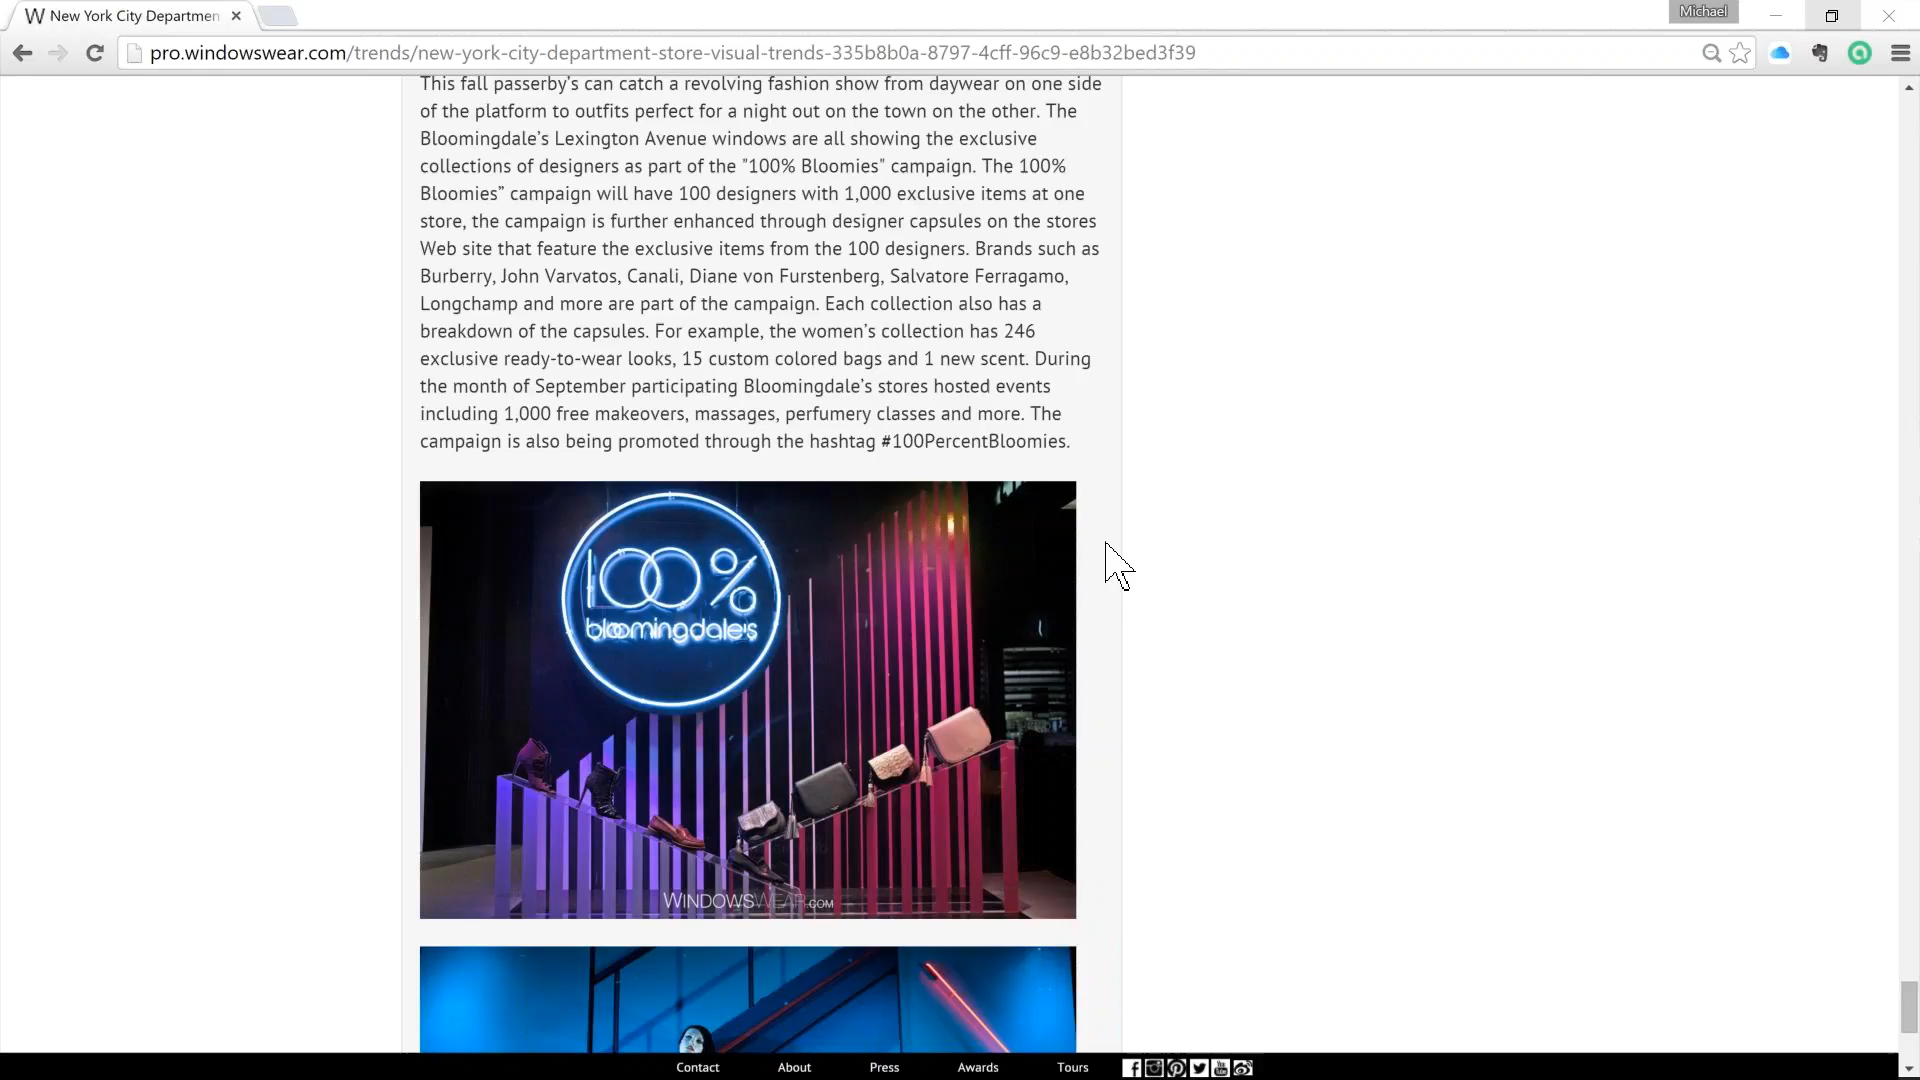 New York City Departmen
Michael
pro.windowswear.com/trends/new-york-city-department-store-visual-trends-335b8b0a-8797-4cff-96c9-e8b32bed3f39
This fall passerby’s can catch a revolving fashion show from daywear on one side
of the platform to outfits perfect for a night out on the town on the other. The
Bloomingdale’s Lexington Avenue windows are all showing the exclusive
collections of designers as part of the "100% Bloomies" campaign. The 100%
Bloomies” campaign will have 100 designers with 1,000 exclusive items at one
store, the campaign is further enhanced through designer capsules on the stores
Web site that feature the exclusive items from the 100 designers. Brands such as
Burberry, John Varvatos, Canali, Diane von Furstenberg, Salvatore Ferragamo,
Longchamp and more are part of the campaign. Each collection also has a
breakdown of the capsules. For example, the women’s collection has 246
exclusive ready-to-wear looks, 15 custom colored bags and 1 new scent. During
the month of September participating Bloomingdale’s stores hosted events
including 1,000 free makeovers, massages, perfumery classes and more. The
campaign is also being promoted through the hashtag #100PercentBloomies.
100%
bloomingdale's
WINDOWSWEAR.COM
Contact About Press Awards Tours